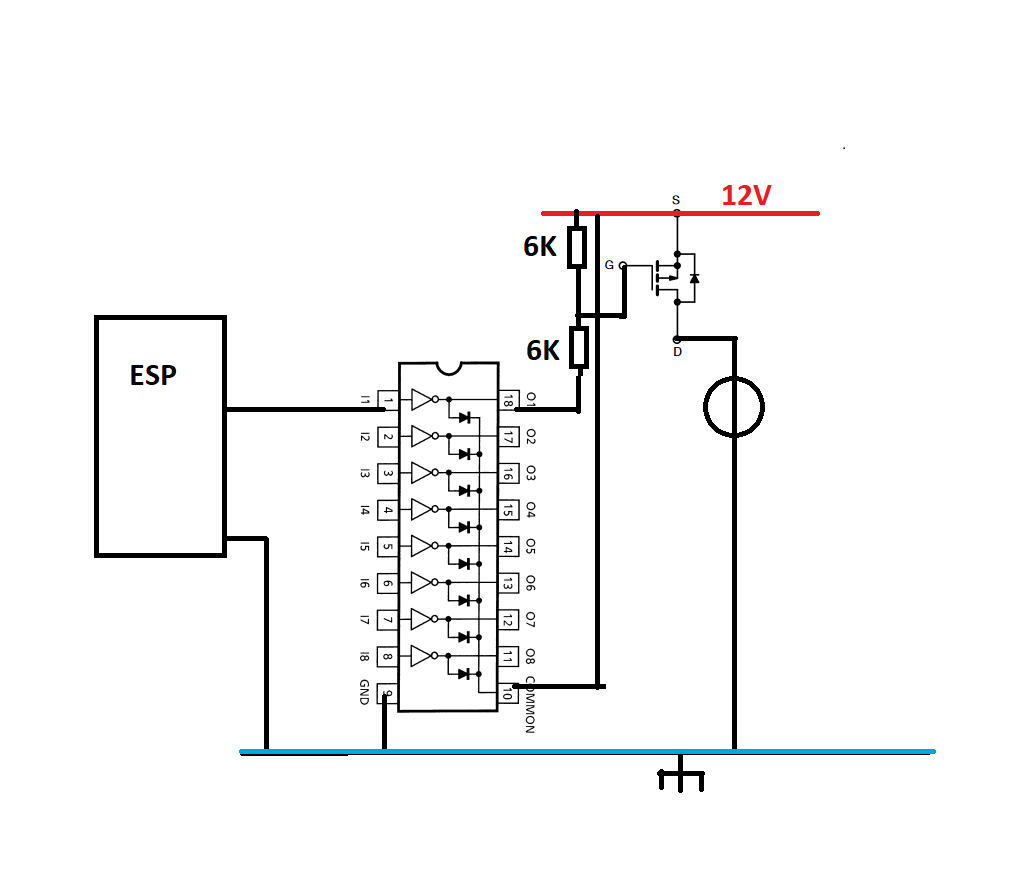 S
12V
6K
G
6K
D
ESP
I1 1 18 O1
I2 2 17 O2
I3 3 16 O3
I4 4 15 O4
I5 5 14 O5
I6 6 13 O6
I7 7 12 O7
I8 8 11 O8
GND 9 10 COMMON